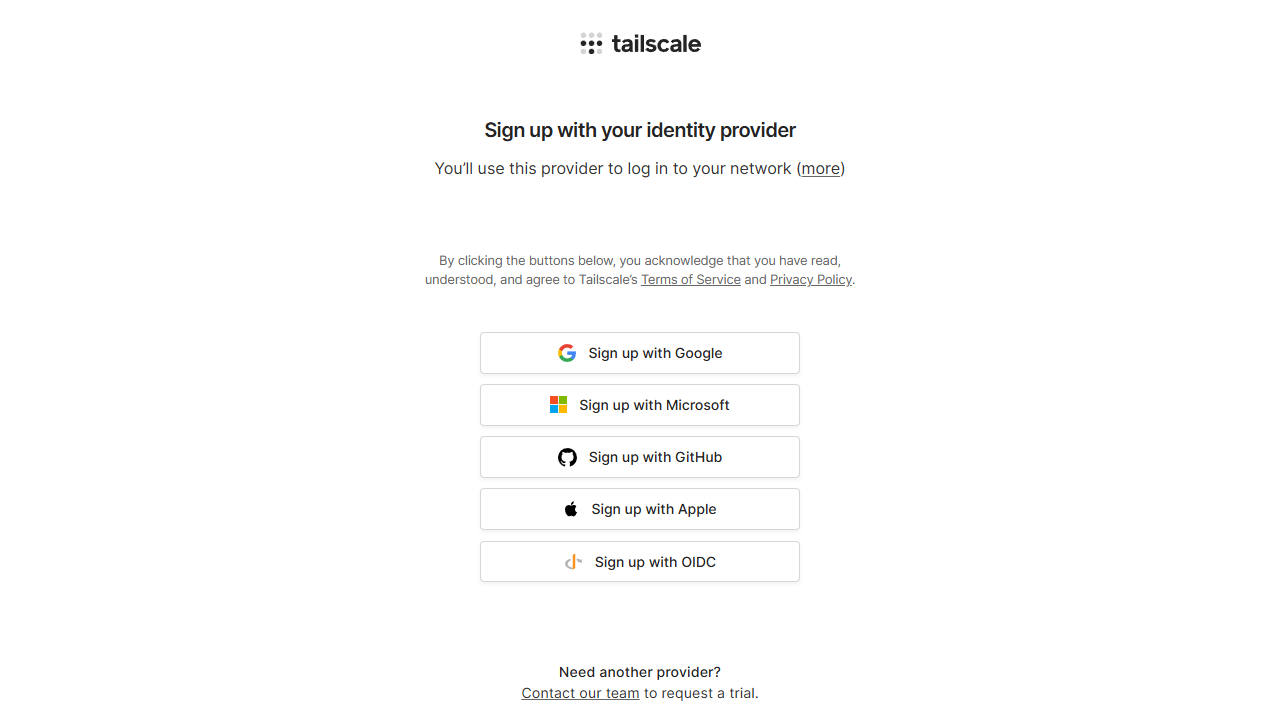 tailscale
Sign up with your identity provider
You’ll use this provider to log in to your network (more)
By clicking the buttons below, you acknowledge that you have read,
understood, and agree to Tailscale’s Terms of Service and Privacy Policy.
Sign up with Google
Sign up with Microsoft
Sign up with GitHub
Sign up with Apple
Sign up with OIDC
Need another provider?
Contact our team to request a trial.